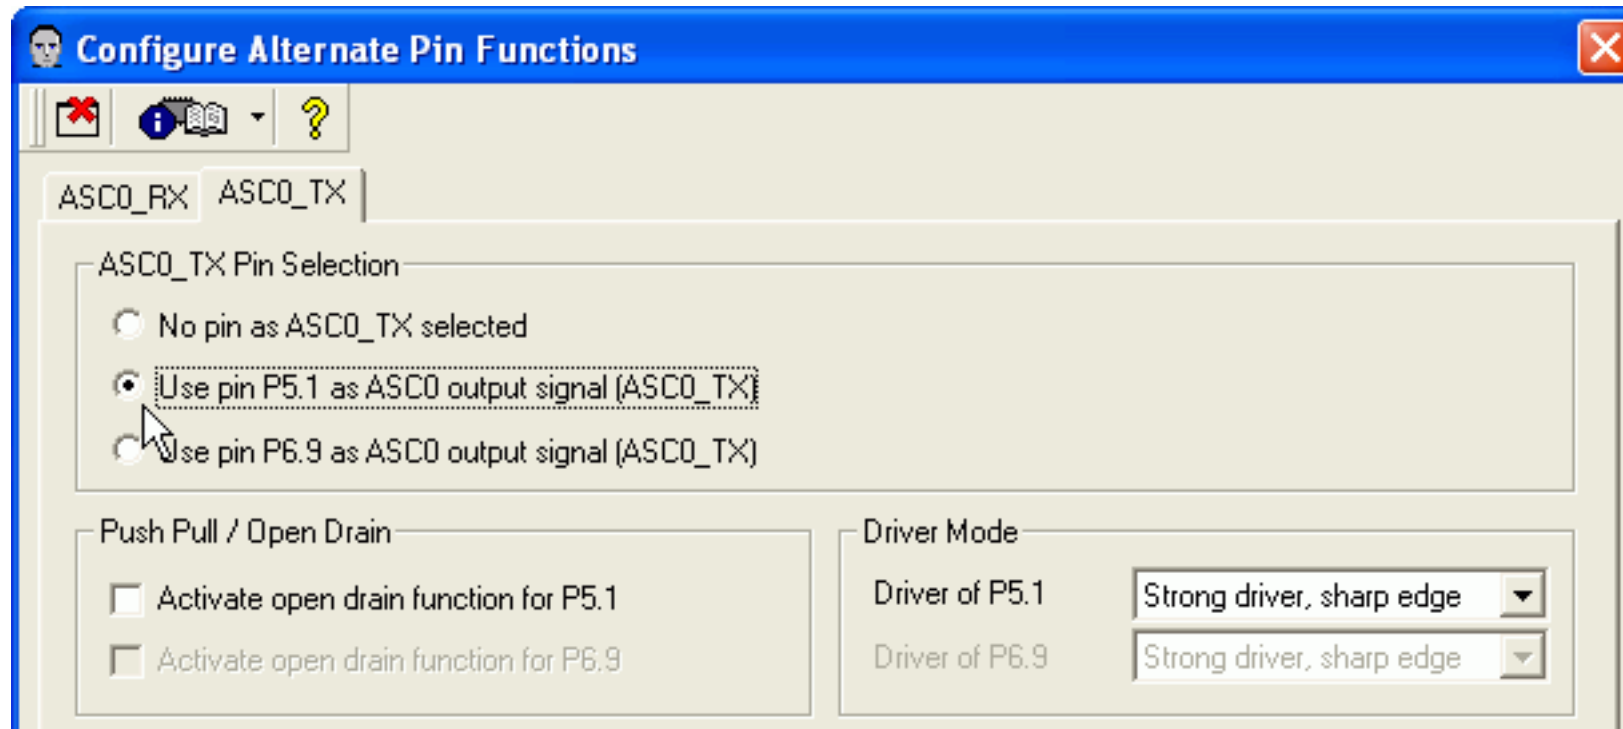 Configure Alternate Pin Functions
ASC0_RX
ASC0_TX
ASC0_TX Pin Selection
No pin as ASC0_TX selected
Use pin P5.1 as ASC0 output signal (ASC0_TX)
Use pin P6.9 as ASC0 output signal (ASC0_TX)
Push Pull / Open Drain
Activate open drain function for P5.1
Activate open drain function for P6.9
Driver Mode
Driver of P5.1
Strong driver, sharp edge
Driver of P6.9
Strong driver, sharp edge